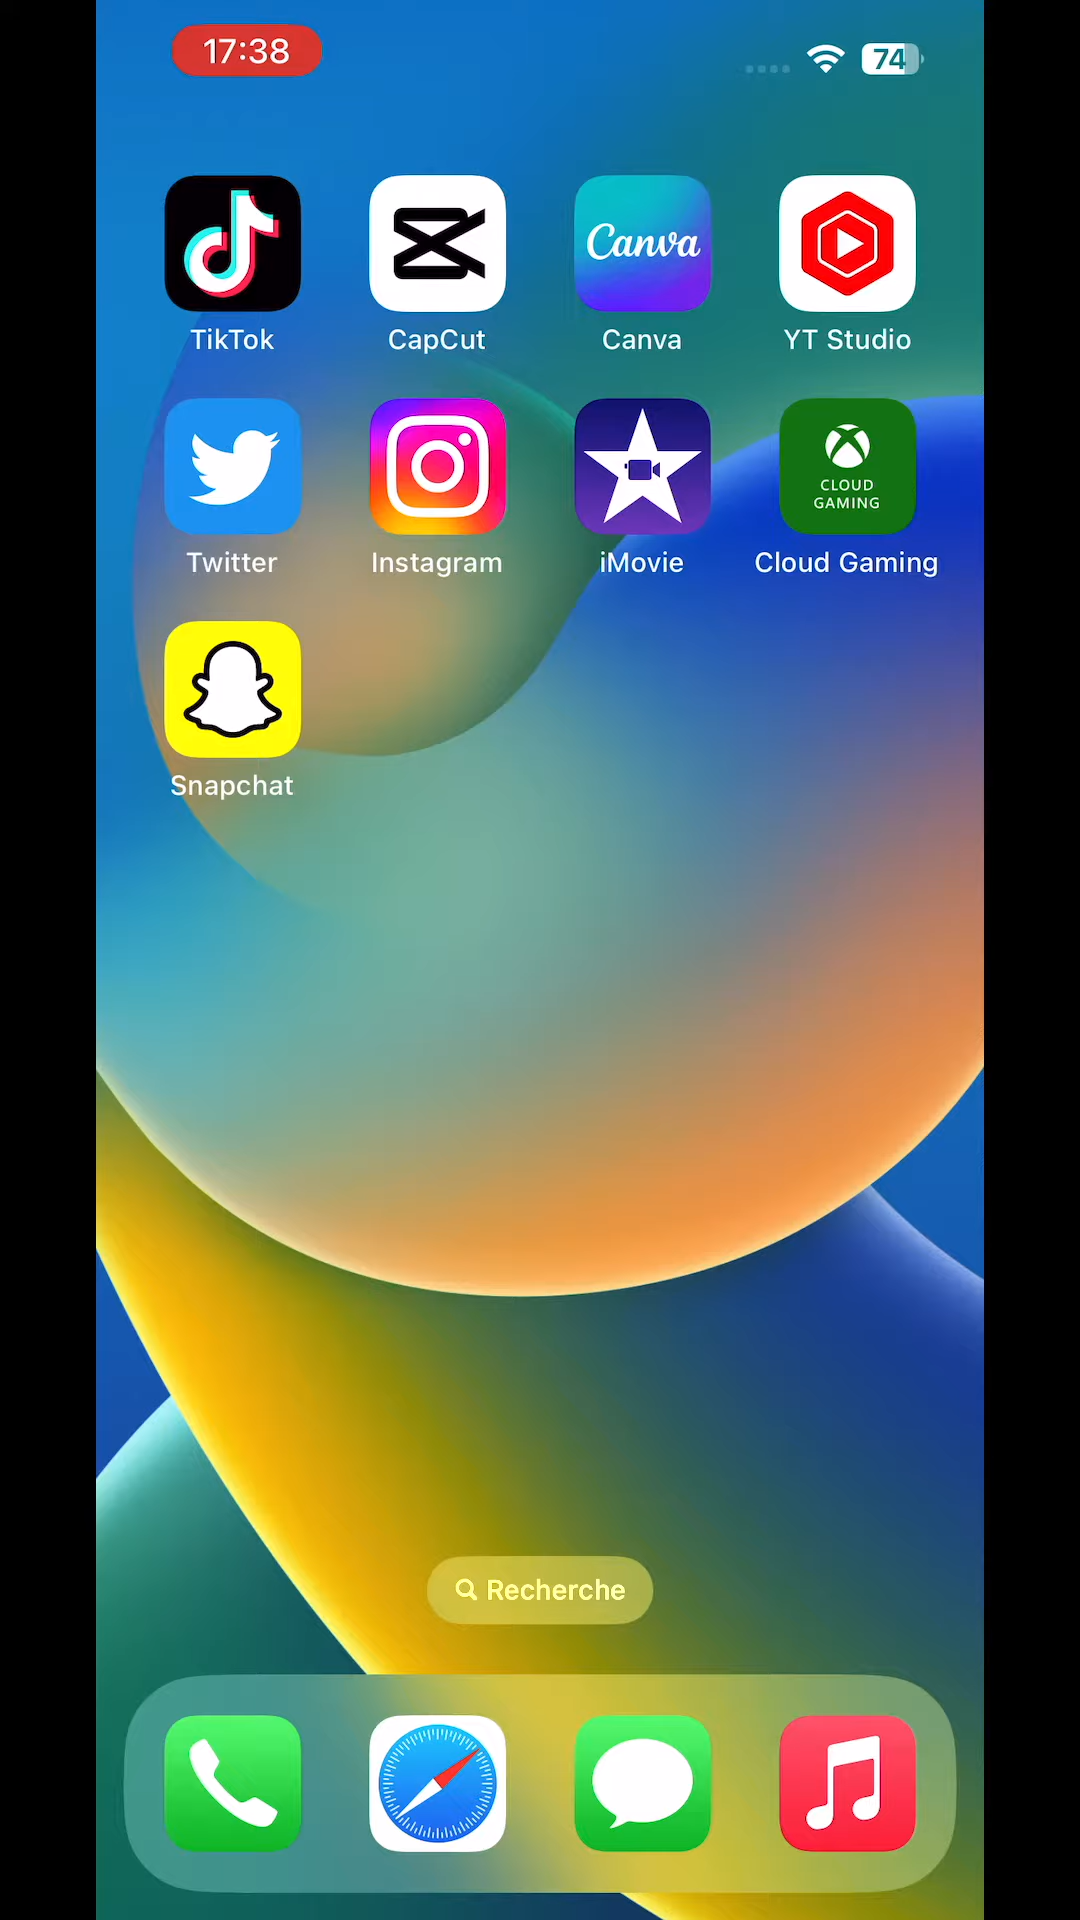 17:38
74
Canva
TikTok
CapCut
Canva
YT Studio
CLOUD
GAMING
Twitter
Instagram
iMovie
Cloud Gaming
Snapchat
Recherche